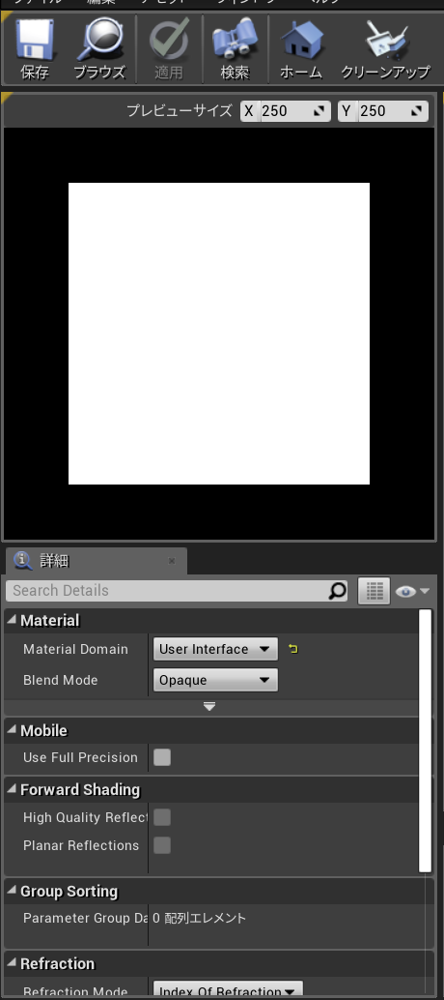 保存 ブラウズ 適用 検索 ホーム クリーンアップ
プレビューサイズ X 250 Y 250
詳細
Search Details
Material
Material Domain User Interface
Blend Mode Opaque
Mobile
Use Full Precision
Forward Shading
High Quality Reflect
Planar Reflections
Group Sorting
Parameter Group Da 0 配列エレメント
Refraction
Refraction Mode Index Of Refraction